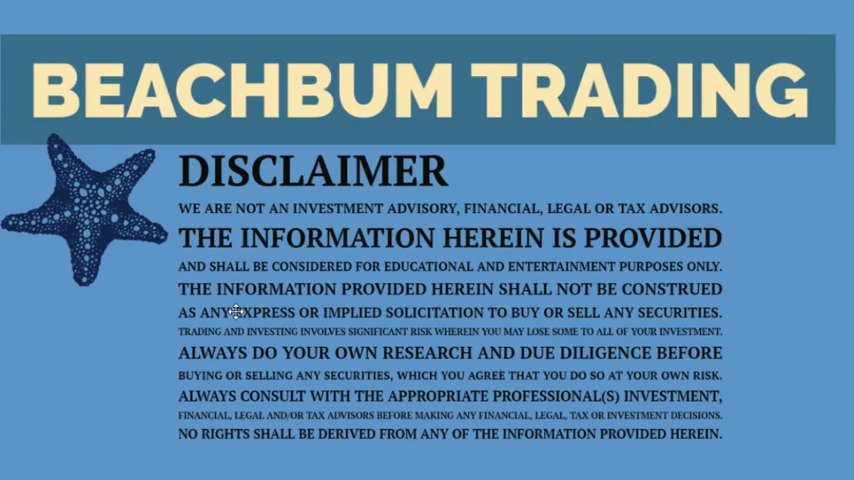 BEACHBUM TRADING
DISCLAIMER
WE ARE NOT AN INVESTMENT ADVISORY, FINANCIAL, LEGAL OR TAX ADVISORS.
THE INFORMATION HEREIN IS PROVIDED
AND SHALL BE CONSIDERED FOR EDUCATIONAL AND ENTERTAINMENT PURPOSES ONLY.
THE INFORMATION PROVIDED HEREIN SHALL NOT BE CONSTRUED
AS ANY EXPRESS OR IMPLIED SOLICITATION TO BUY OR SELL ANY SECURITIES.
TRADING AND INVESTING INVOLVES SIGNIFICANT RISK WHEREIN YOU MAY LOSE SOME TO ALL OF YOUR INVESTMENT.
ALWAYS DO YOUR OWN RESEARCH AND DUE DILIGENCE BEFORE
BUYING OR SELLING ANY SECURITIES, WHICH YOU AGREE THAT YOU DO SO AT YOUR OWN RISK.
ALWAYS CONSULT WITH THE APPROPRIATE PROFESSIONAL(S) INVESTMENT,
FINANCIAL, LEGAL AND/OR TAX ADVISORS BEFORE MAKING ANY FINANCIAL, LEGAL, TAX OR INVESTMENT DECISIONS.
NO RIGHTS SHALL BE DERIVED FROM ANY OF THE INFORMATION PROVIDED HEREIN.